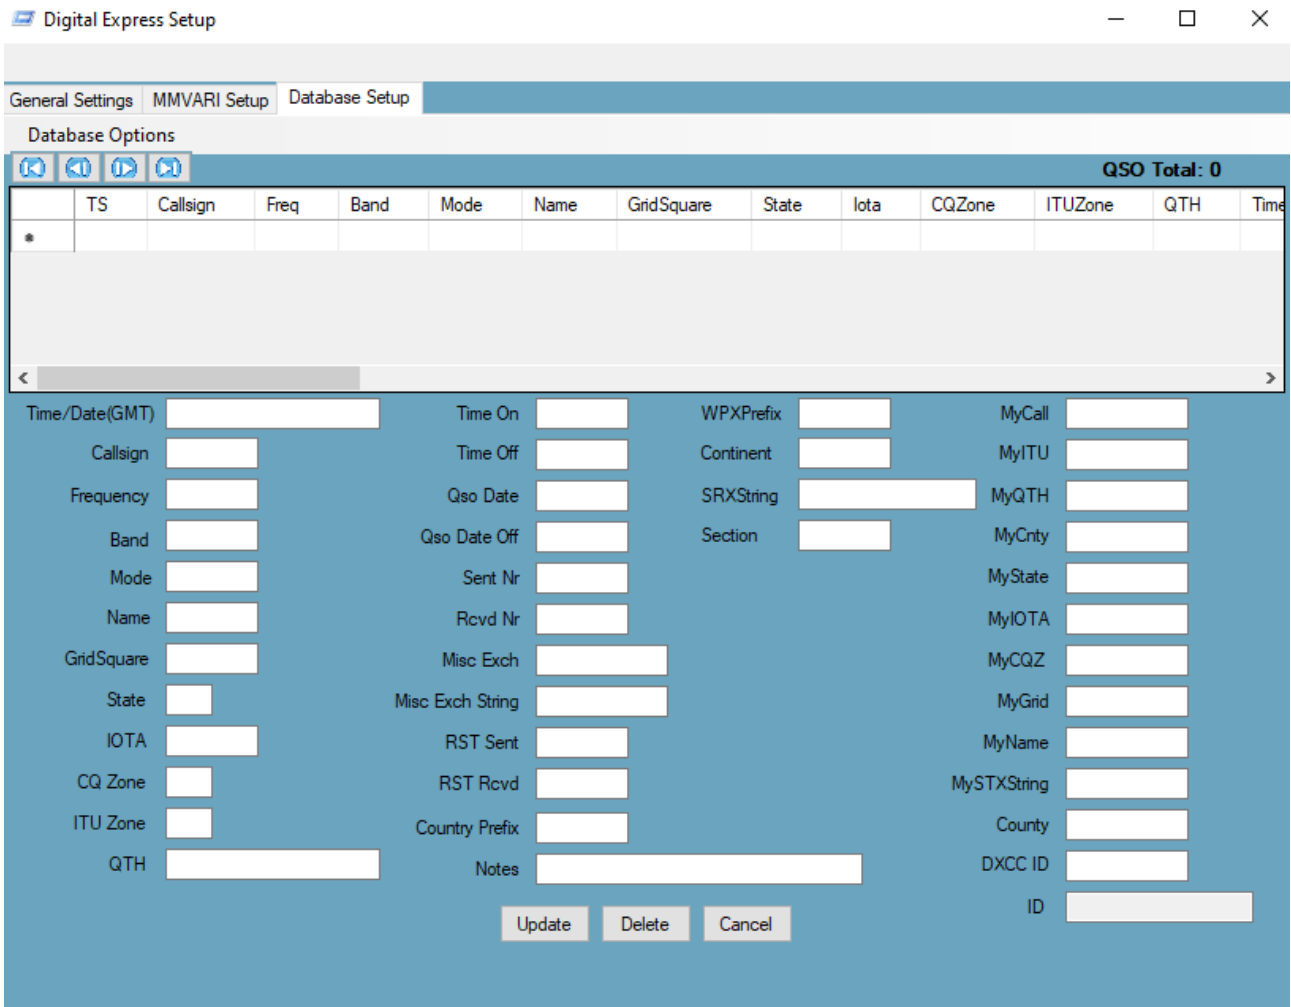 Digital Express Setup
General Settings MMVARI Setup Database Setup
Database Options
QSO Total: 0
TS Callsign Freq Band Mode Name GridSquare State Iota CQZone ITUZone QTH Time
*
Time/Date(GMT) Time On WPXPrefix MyCall
Callsign Time Off Continent MyITU
Frequency Qso Date SRXString MyQTH
Band Qso Date Off Section MyCnty
Mode Sent Nr MyState
Name Rcvd Nr MyIOTA
GridSquare Misc Exch MyCQZ
State Misc Exch String MyGrid
IOTA RST Sent MyName
CQ Zone RST Rcvd MySTXString
ITU Zone Country Prefix County
QTH Notes DXCC ID
ID
Update Delete Cancel